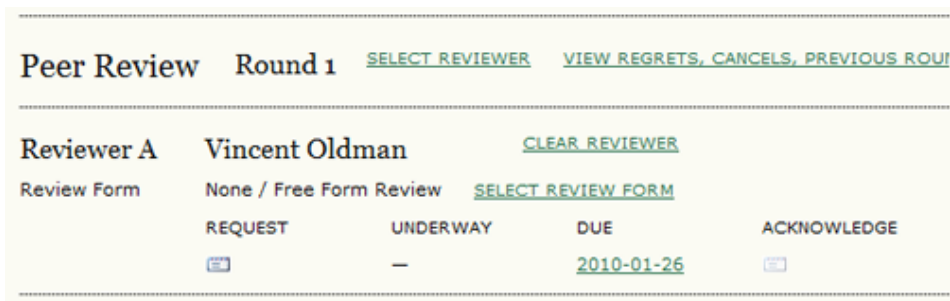 Peer Review Round 1 SELECT REVIEWER VIEW REGRETS, CANCELS, PREVIOUS
Reviewer A Vincent Oldman CLEAR REVIEWER
Review Form None / Free Form Review SELECT REVIEW FORM
REQUEST UNDERWAY DUE ACKNOWLEDGE
— 2010-01-26